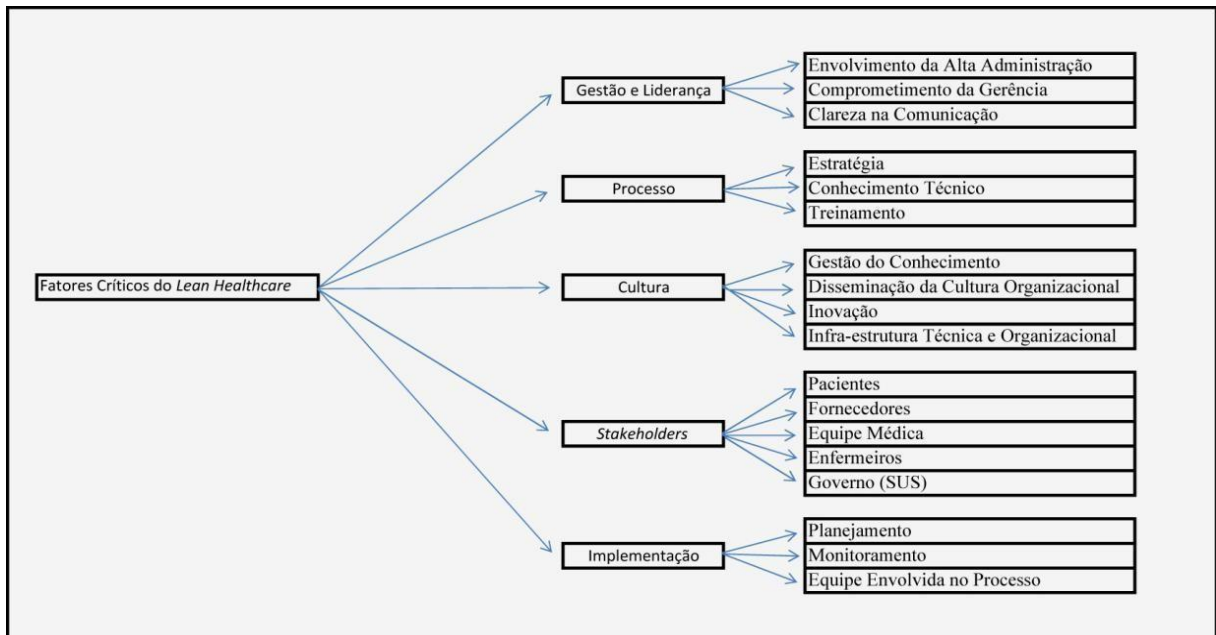 Fatores Críticos do Lean Healthcare
Gestão e Liderança
Envolvimento da Alta Administração
Comprometimento da Gerência
Clareza na Comunicação
Processo
Estratégia
Conhecimento Técnico
Treinamento
Cultura
Gestão do Conhecimento
Disseminação da Cultura Organizacional
Inovação
Infra-estrutura Técnica e Organizacional
Stakeholders
Pacientes
Fornecedores
Equipe Médica
Enfermeiros
Governo (SUS)
Implementação
Planejamento
Monitoramento
Equipe Envolvida no Processo